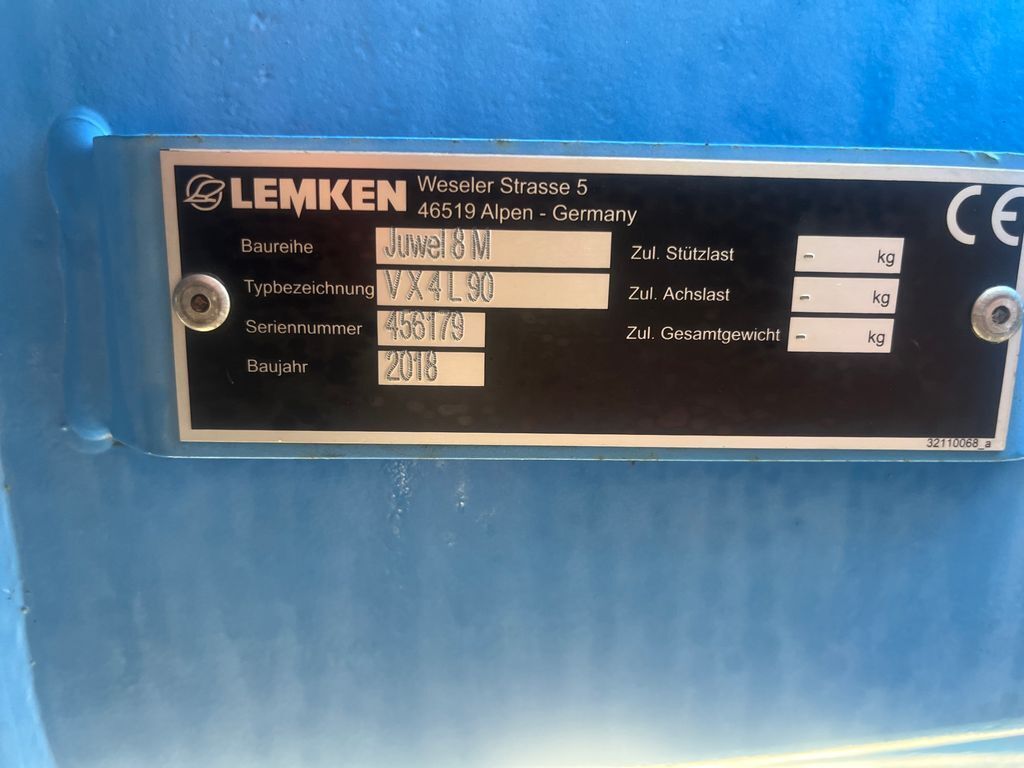 LEMKEN Weseler Strasse 5
46519 Alpen - Germany
CE
Baureihe Juwel 8 M
Typbezeichnung V X 4 L 90
Seriennummer 456179
Baujahr 2018
Zul. Stützlast - kg
Zul. Achslast - kg
Zul. Gesamtgewicht - kg
32110068_a